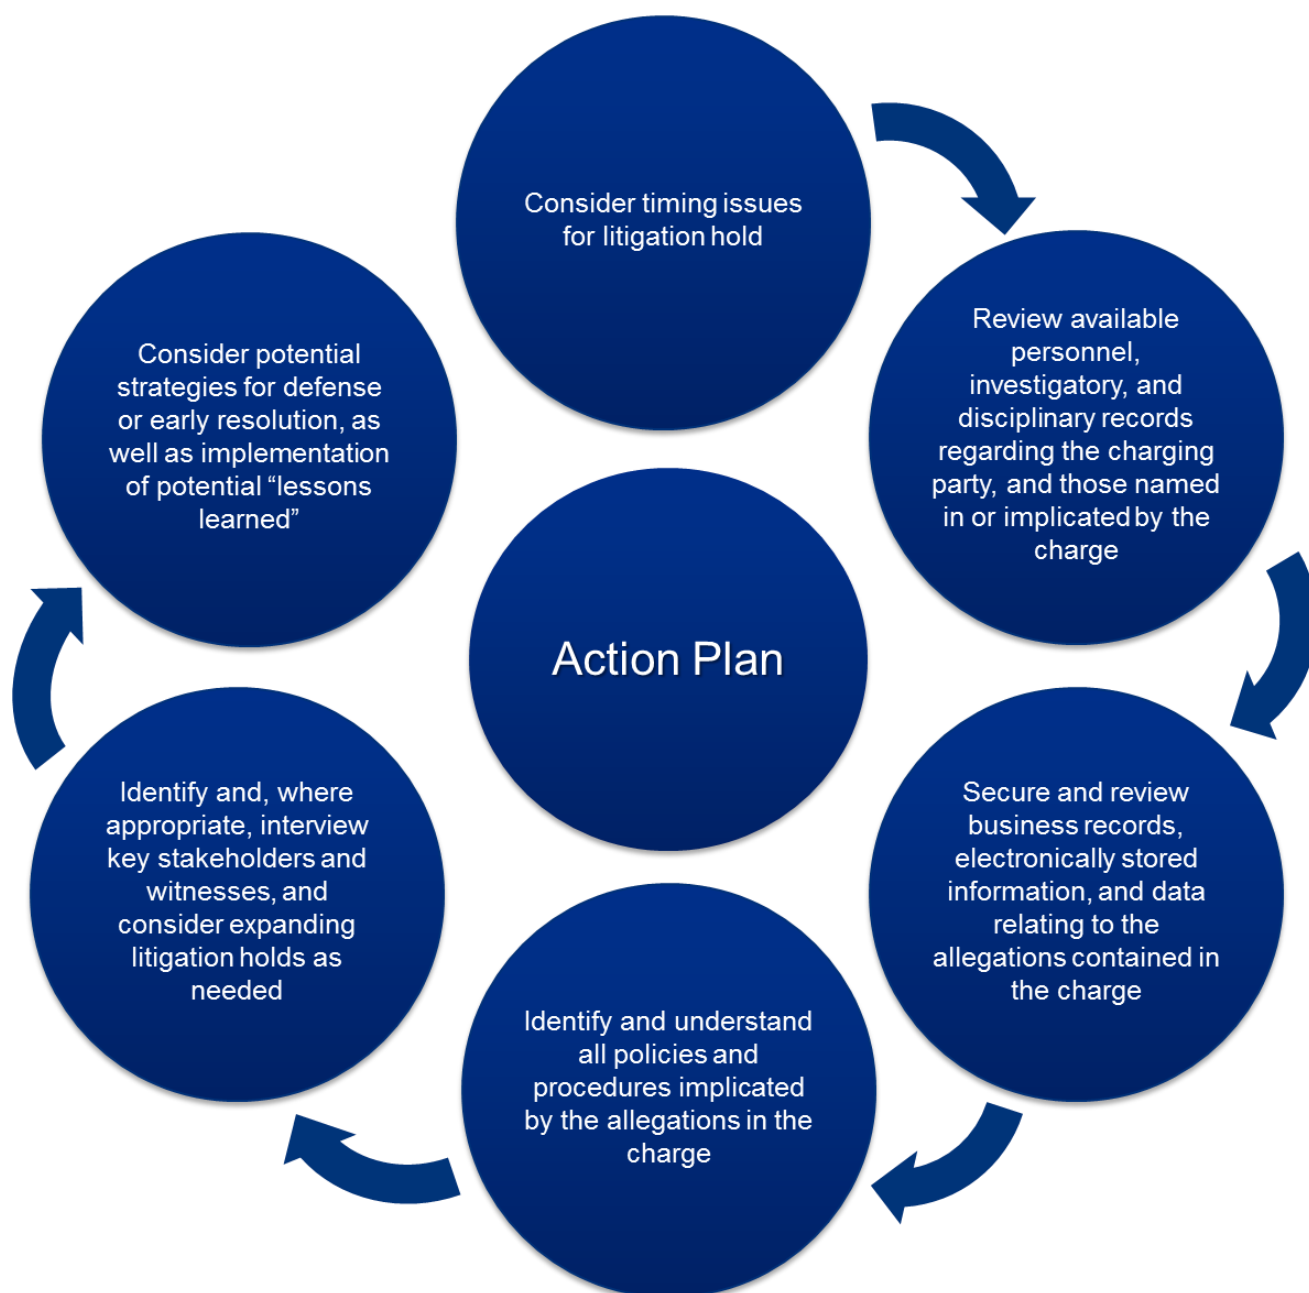 Consider timing issues
for litigation hold
Review available
personnel,
investigatory, and
disciplinary records
regarding the charging
party, and those named
in or implicated by the
charge
Secure and review
business records,
electronically stored
information, and data
relating to the
allegations contained in
the charge
Identify and understand
all policies and
procedures implicated
by the allegations in the
charge
Identify and, where
appropriate, interview
key stakeholders and
witnesses, and
consider expanding
litigation holds as
needed
Consider potential
strategies for defense
or early resolution, as
well as implementation
of potential “lessons
learned”
Action Plan